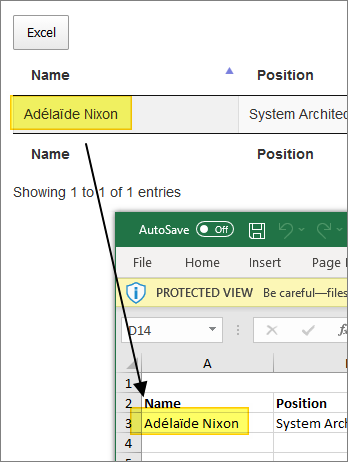 Excel
Name Position
Adélaïde Nixon System Architec
Name Position
Showing 1 to 1 of 1 entries
AutoSave Off
File Home Insert Page
PROTECTED VIEW Be careful—files
D14
A
1
2 Name Position
3 Adélaïde Nixon System Arch
4
5